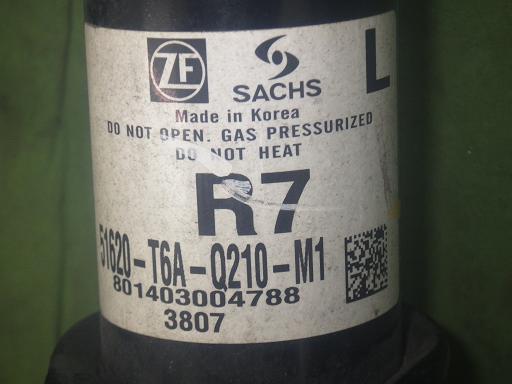 ZF
SACHS
L
Made in Korea
DO NOT OPEN. GAS PRESSURIZED
DO NOT HEAT
R7
51620-T6A-Q210-M1
801403004788
3807